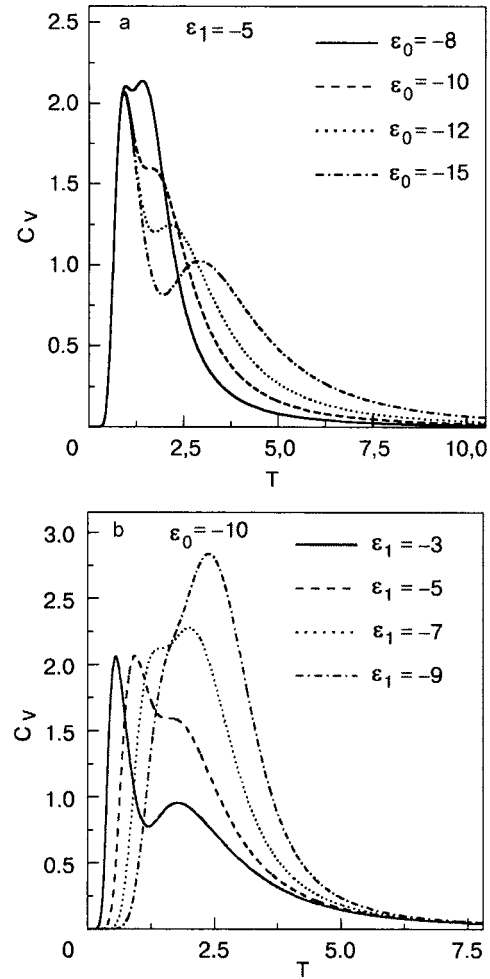 a ε1 = −5
ε0 = −8
ε0 = −10
ε0 = −12
ε0 = −15
2.5
2.0
1.5
1.0
0.5
CV
0 2,5 5,0 7,5 10,0
T
b ε0 = −10
ε1 = −3
ε1 = −5
ε1 = −7
ε1 = −9
3.0
2.5
2.0
1.5
1.0
0.5
CV
0 2.5 5.0 7.5
T